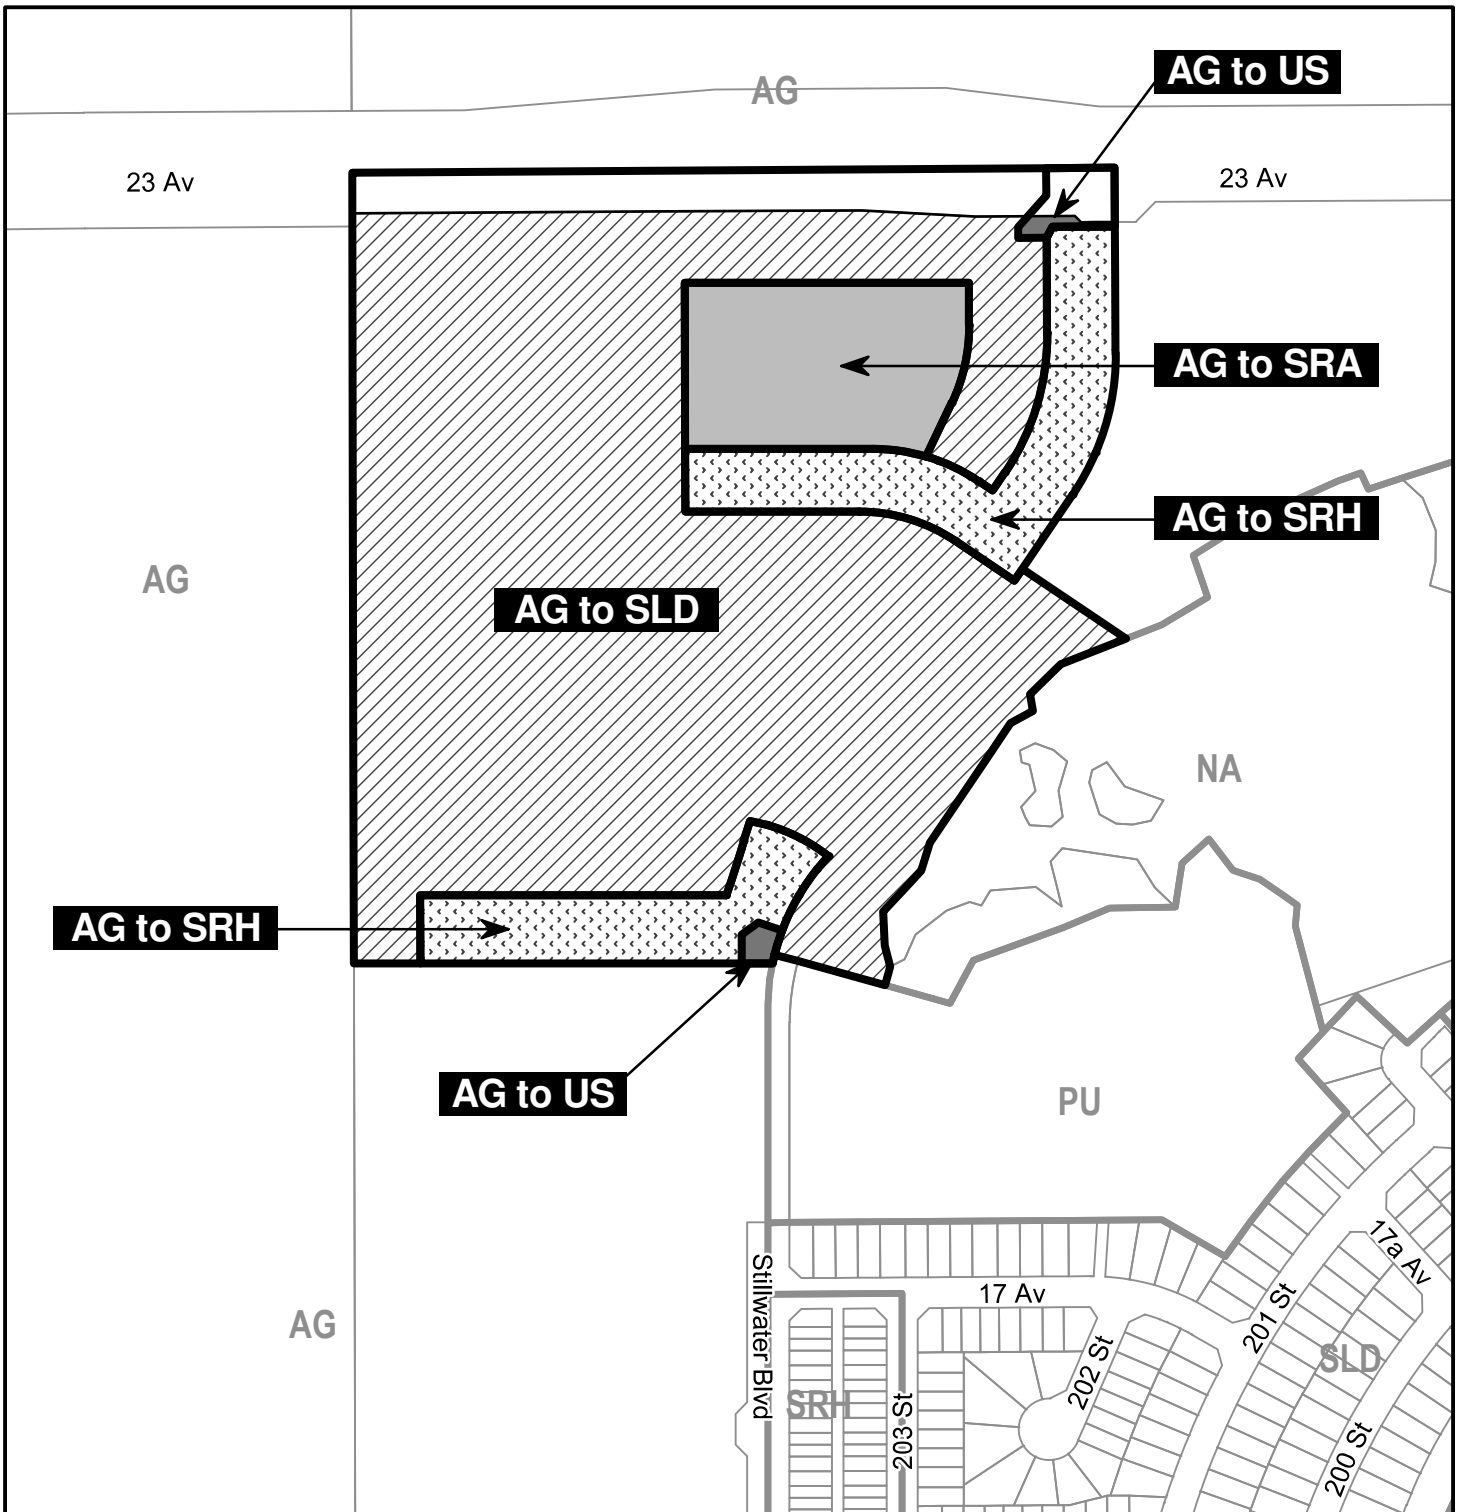 AG to US
AG
23 Av
23 Av
AG to SRA
AG to SRH
AG
AG to SLD
NA
AG to SRH
AG to US
PU
17a Av
Stillwater Blvd
17 Av
201 St
AG
SLD
202 St
SRH
203 St
200 St